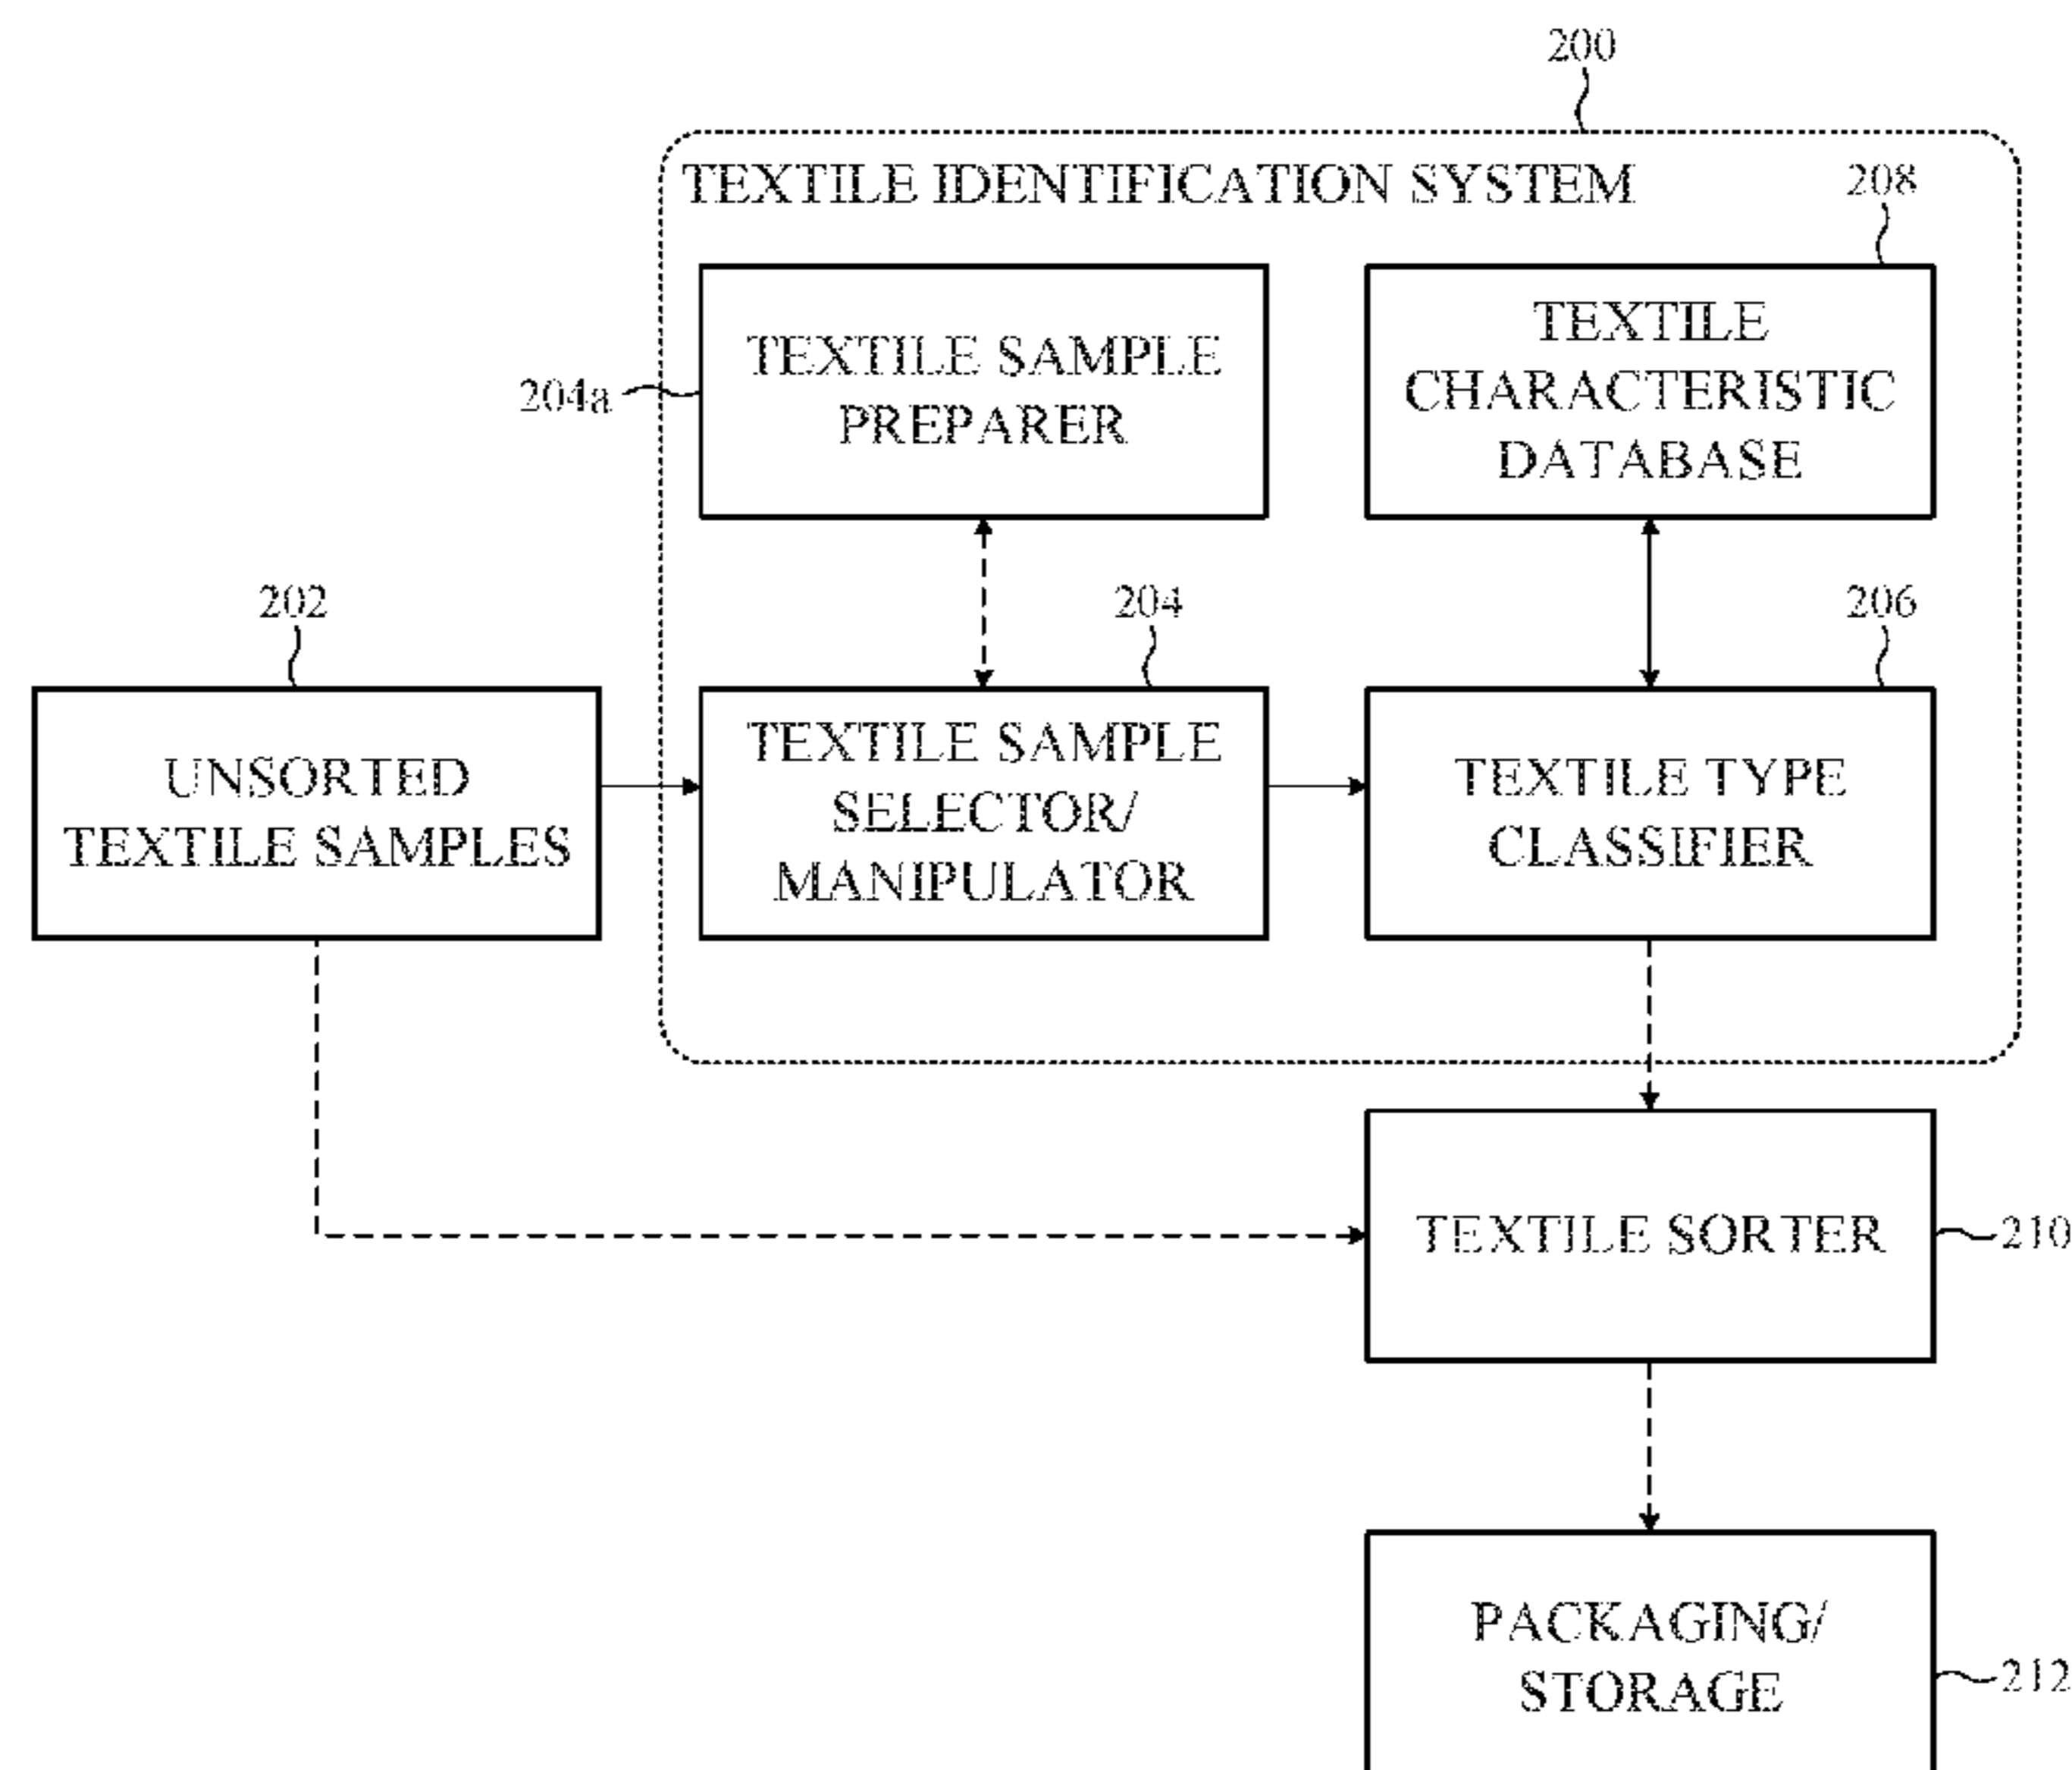 200
TEXTILE IDENTIFICATION SYSTEM
208
204a
TEXTILE SAMPLE
PREPARER
TEXTILE
CHARACTERISTIC
DATABASE
202
204
206
UNSORTED
TEXTILE SAMPLES
TEXTILE SAMPLE
SELECTOR/
MANIPULATOR
TEXTILE TYPE
CLASSIFIER
TEXTILE SORTER
210
PACKAGING/
STORAGE
212